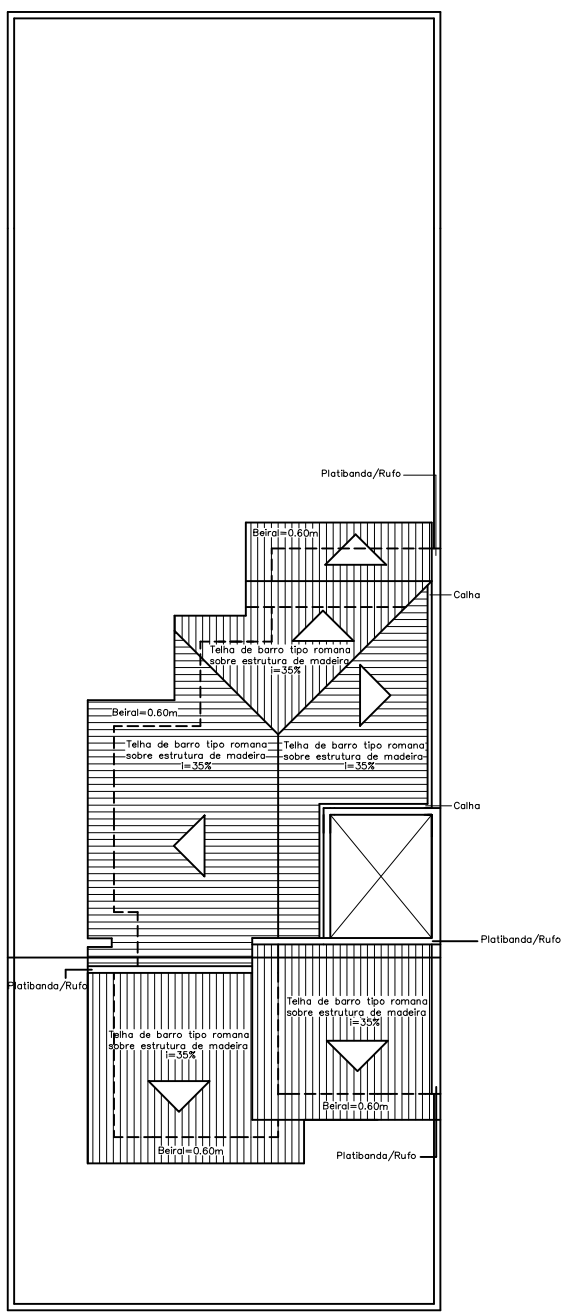 Platibanda/Rufo
Beiral=0.60m
Calha
Telha de barro tipo romana
sobre estrutura de madeira
i=35%
Beiral=0.60m
Telha de barro tipo romana
sobre estrutura de madeira
i=35%
Telha de barro tipo romana
sobre estrutura de madeira
i=35%
Calha
Platibanda/Rufo
Platibanda/Rufo
Telha de barro tipo romana
sobre estrutura de madeira
i=35%
Telha de barro tipo romana
sobre estrutura de madeira
i=35%
Beiral=0.60m
Beiral=0.60m
Platibanda/Rufo